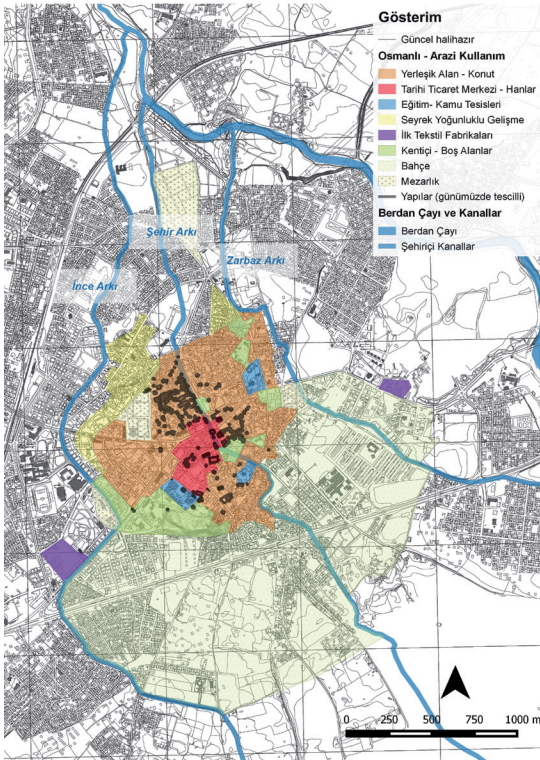 Gösterim
Güncel halihazır
Osmanlı - Arazi Kullanım
Yerleşik Alan - Konut
Tarihi Ticaret Merkezi - Hanlar
Eğitim- Kamu Tesisleri
Seyrek Yoğunluklu Gelişme
İlk Tekstil Fabrikaları
Kentiçi - Boş Alanlar
Bahçe
Mezarlık
Yapılar (günümüzde tescilli)
Berdan Çayı ve Kanallar
Berdan Çayı
Şehiriçi Kanallar
Şehir Arkı
Zarbaz Arkı
İnce Arkı
0 250 500 750 1000 m